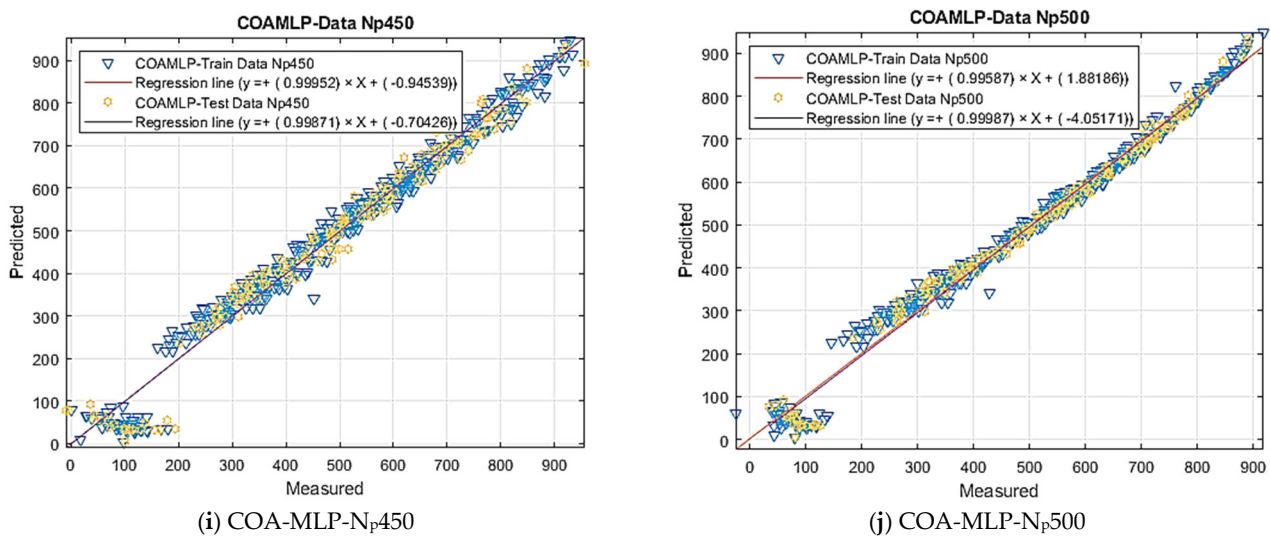 COAMLP-Data Np450
COAMLP-Train Data Np450
Regression line (y =+ ( 0.99952) × X + ( -0.94539))
COAMLP-Test Data Np450
Regression line (y =+ ( 0.99871) × X + ( -0.70426))
900
800
700
600
500
400
300
200
100
0
Predicted
0 100 200 300 400 500 600 700 800 900
Measured
(i) COA-MLP-Np450
COAMLP-Data Np500
COAMLP-Train Data Np500
Regression line (y =+ ( 0.99587) × X + ( 1.88186))
COAMLP-Test Data Np500
Regression line (y =+ ( 0.99987) × X + ( -4.05171))
900
800
700
600
500
400
300
200
100
0
Predicted
0 100 200 300 400 500 600 700 800 900
Measured
(j) COA-MLP-Np500